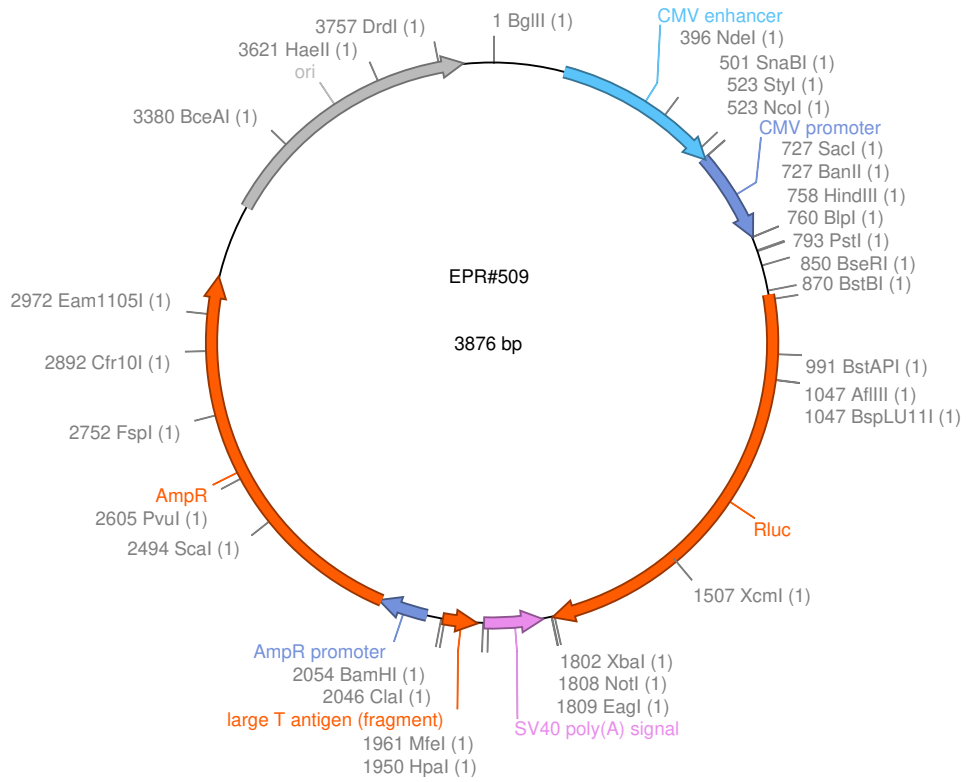 3757 DrdI (1)
1 BglII (1)
CMV enhancer
3621 HaeII (1)
396 NdeI (1)
ori
501 SnaBI (1)
523 StyI (1)
523 NcoI (1)
3380 BceAI (1)
CMV promoter
727 SacI (1)
727 BanII (1)
758 HindIII (1)
760 BlpI (1)
793 PstI (1)
850 BseRI (1)
870 BstBI (1)
EPR#509
2972 Eam1105I (1)
3876 bp
2892 Cfr10I (1)
991 BstAPI (1)
1047 AflIII (1)
1047 BspLU11I (1)
2752 FspI (1)
AmpR
2605 PvuI (1)
Rluc
2494 ScaI (1)
1507 XcmI (1)
AmpR promoter
1802 XbaI (1)
2054 BamHI (1)
1808 NotI (1)
2046 ClaI (1)
1809 EagI (1)
large T antigen (fragment)
SV40 poly(A) signal
1961 MfeI (1)
1950 HpaI (1)